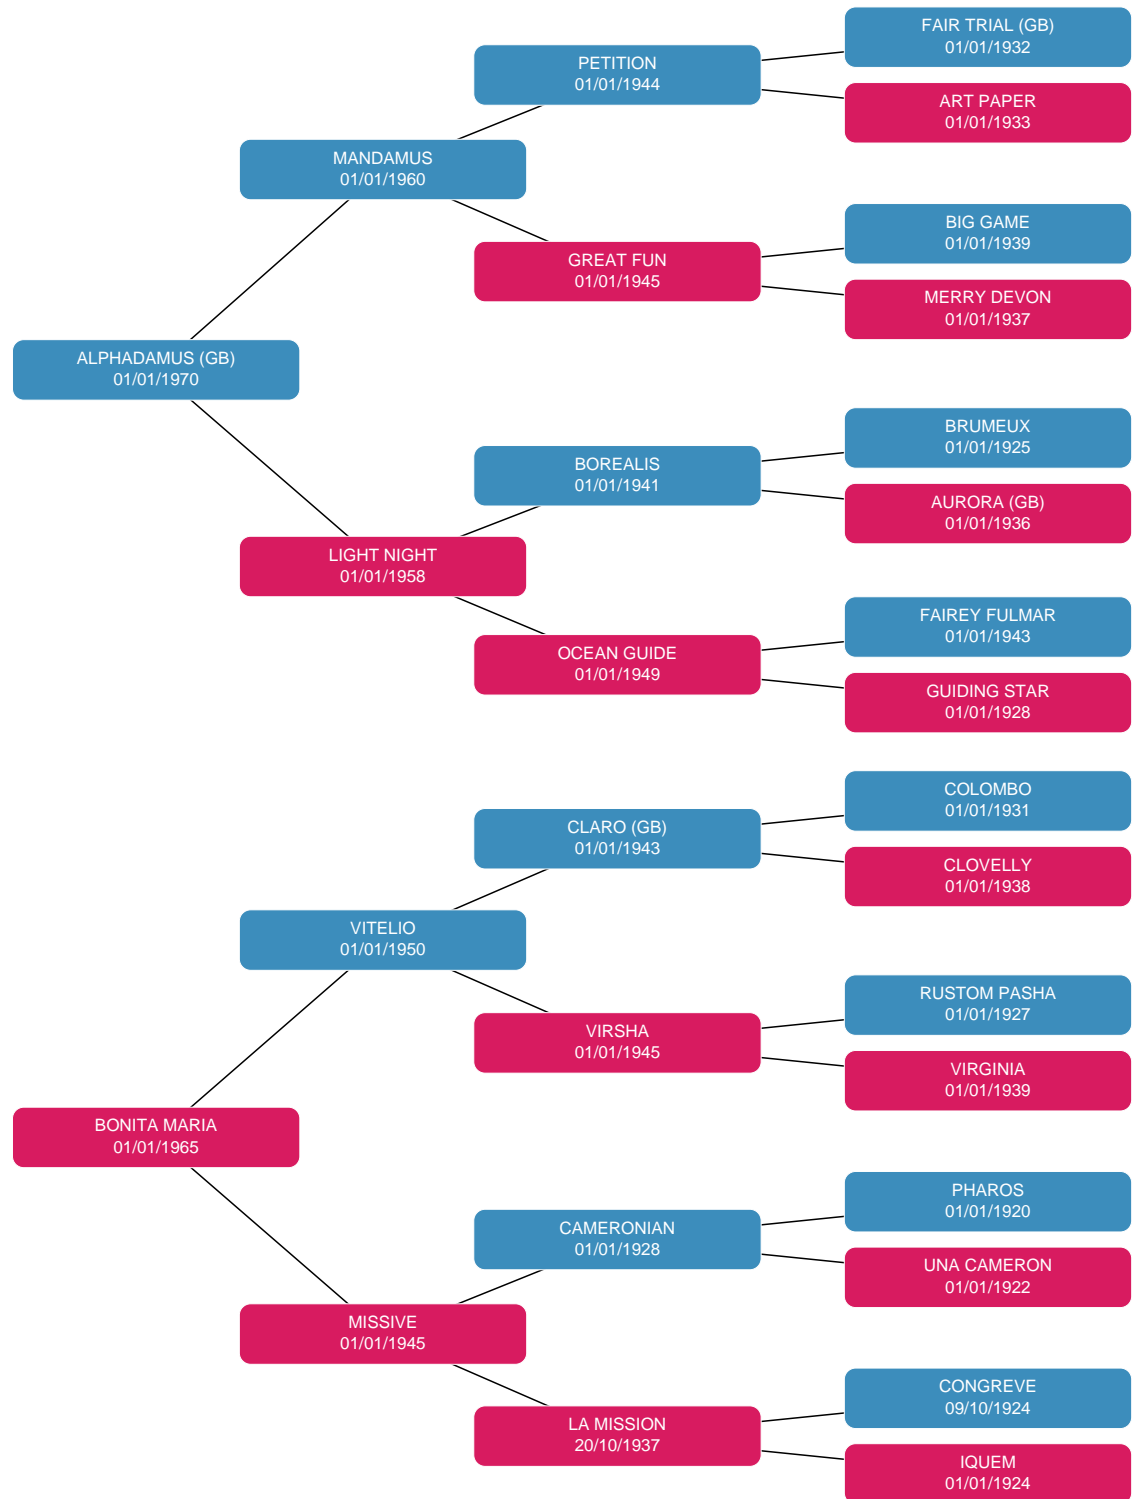 FAIR TRIAL (GB)
01/01/1932
PETITION
01/01/1944
ART PAPER
01/01/1933
MANDAMUS
01/01/1960
BIG GAME
01/01/1939
GREAT FUN
01/01/1945
MERRY DEVON
01/01/1937
ALPHADAMUS (GB)
01/01/1970
BRUMEUX
01/01/1925
BOREALIS
01/01/1941
AURORA (GB)
01/01/1936
LIGHT NIGHT
01/01/1958
FAIREY FULMAR
01/01/1943
OCEAN GUIDE
01/01/1949
GUIDING STAR
01/01/1928
COLOMBO
01/01/1931
CLARO (GB)
01/01/1943
CLOVELLY
01/01/1938
VITELIO
01/01/1950
RUSTOM PASHA
01/01/1927
VIRSHA
01/01/1945
VIRGINIA
01/01/1939
BONITA MARIA
01/01/1965
PHAROS
01/01/1920
CAMERONIAN
01/01/1928
UNA CAMERON
01/01/1922
MISSIVE
01/01/1945
CONGREVE
09/10/1924
LA MISSION
20/10/1937
IQUEM
01/01/1924